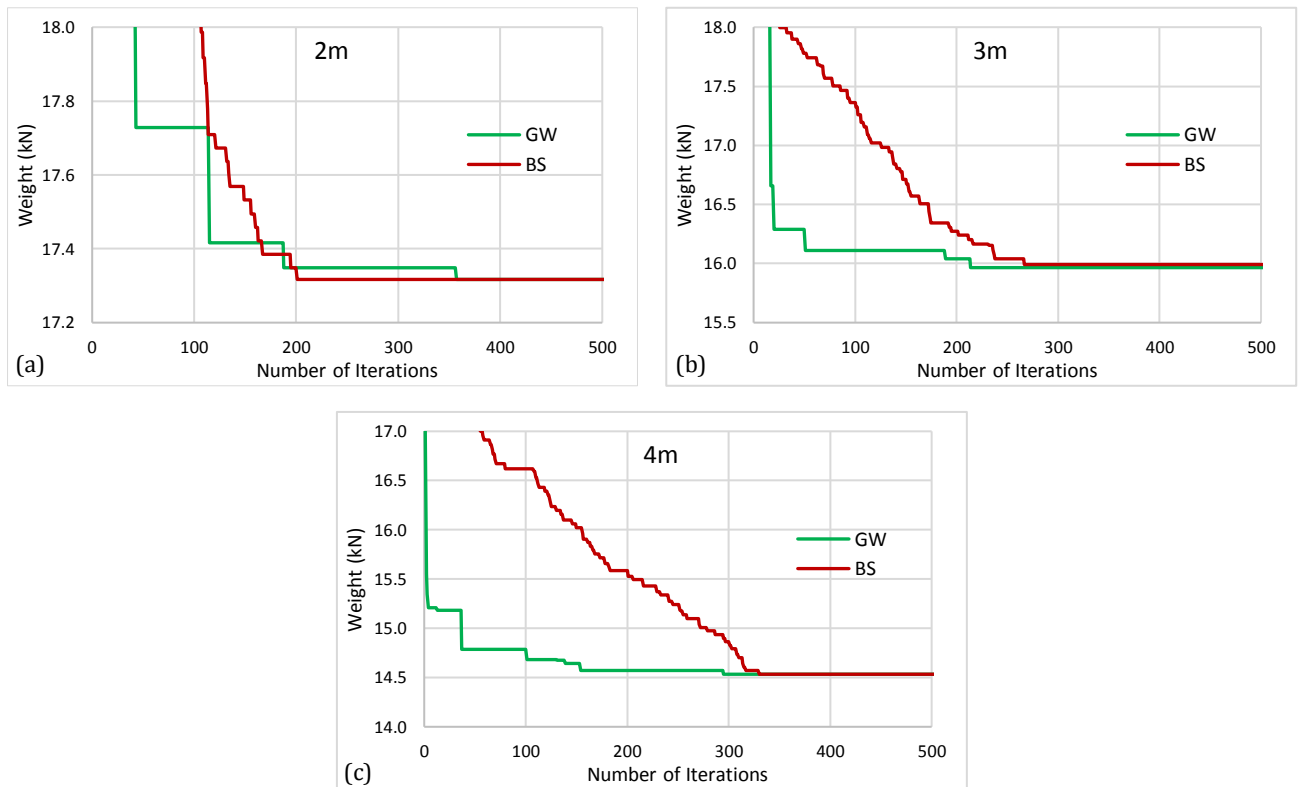 2m
18.0
17.8
17.6
17.4
17.2
Weight (kN)
GW
BS
0 100 200 300 400 500
Number of Iterations
(a)
3m
18.0
17.5
17.0
16.5
16.0
15.5
Weight (kN)
GW
BS
0 100 200 300 400 500
Number of Iterations
(b)
4m
17.0
16.5
16.0
15.5
15.0
14.5
14.0
Weight (kN)
GW
BS
0 100 200 300 400 500
Number of Iterations
(c)